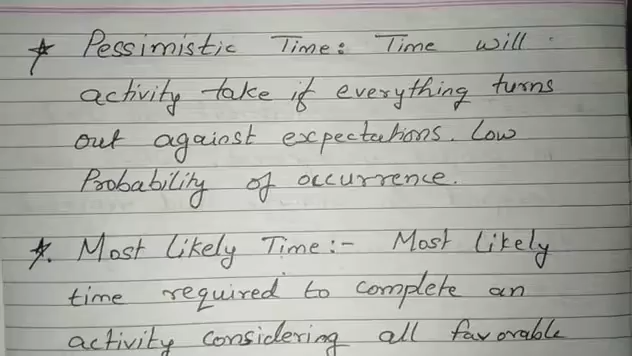 * Pessimistic Time: Time will
activity take if everything turns
out against expectations. Low
Probability of occurrence.
*. Most Likely Time:- Most likely
time required to complete an
activity considering all favorable